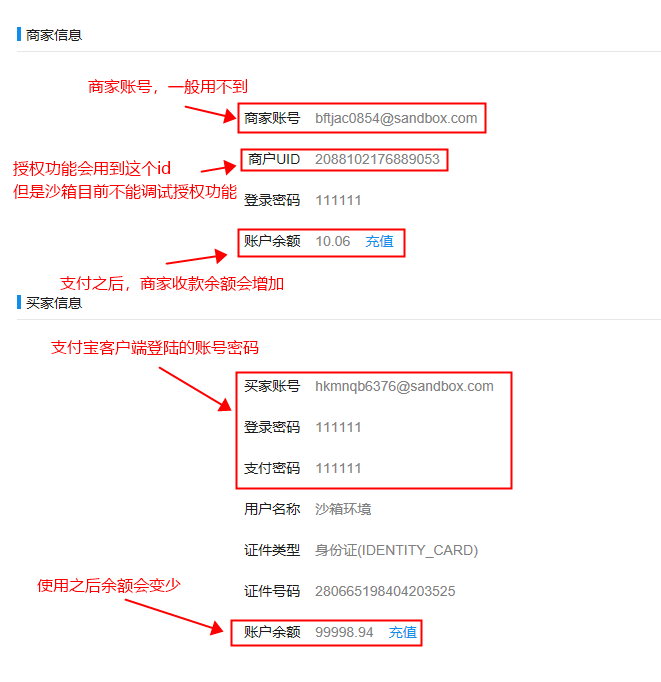 商家信息
商家账号，一般用不到
商家账号 bftjac0854@sandbox.com
商户UID 2088102176889053
授权功能会用到这个id
但是沙箱目前不能调试授权功能
登录密码 111111
账户余额 10.06 充值
支付之后，商家收款余额会增加
买家信息
支付宝客户端登陆的账号密码
买家账号 hkmnqb6376@sandbox.com
登录密码 111111
支付密码 111111
用户名称 沙箱环境
证件类型 身份证(IDENTITY_CARD)
使用之后余额会变少
证件号码 280665198404203525
账户余额 99998.94 充值